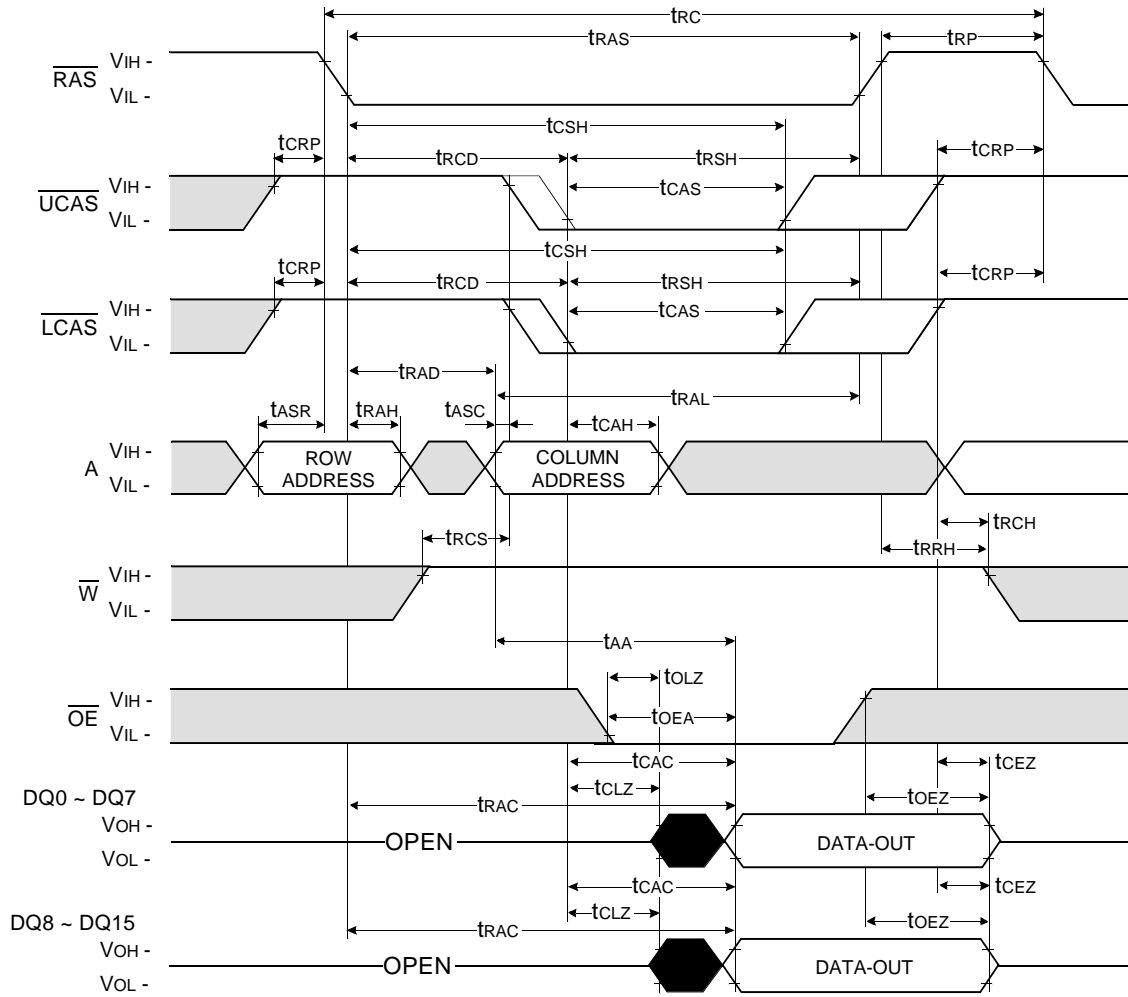 tRC
tRAS
tRP
RAS
VIH -
VIL -
tCSH
tCRP
tRCD
tRSH
tCRP
UCAS
VIH -
VIL -
tCAS
tCSH
tCRP
tRCD
tRSH
tCRP
LCAS
VIH -
VIL -
tCAS
tRAD
tRAL
tASR
tRAH
tASC
tCAH
A
VIH -
VIL -
ROW
ADDRESS
COLUMN
ADDRESS
tRCH
tRCS
tRRH
W
VIH -
VIL -
tAA
tOLZ
OE
VIH -
VIL -
tOEA
tCAC
tCEZ
tCLZ
tOEZ
DQ0 ~ DQ7
tRAC
VOH -
VOL -
OPEN
DATA-OUT
tCAC
tCEZ
tCLZ
tOEZ
DQ8 ~ DQ15
tRAC
VOH -
VOL -
OPEN
DATA-OUT